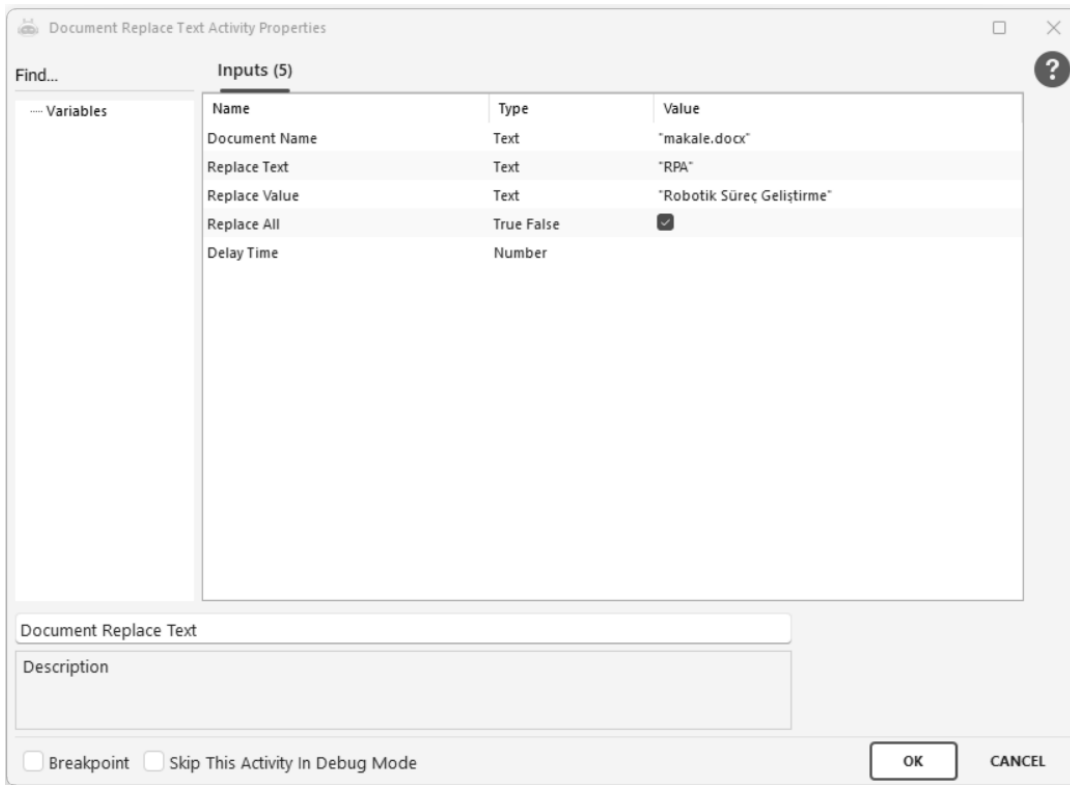 Document Replace Text Activity Properties
Find...
Inputs (5)
?
Variables
Name Type Value
Document Name Text "makale.docx"
Replace Text Text "RPA"
Replace Value Text "Robotik Süreç Geliştirme"
Replace All True False
Delay Time Number
Document Replace Text
Description
Breakpoint Skip This Activity In Debug Mode OK CANCEL